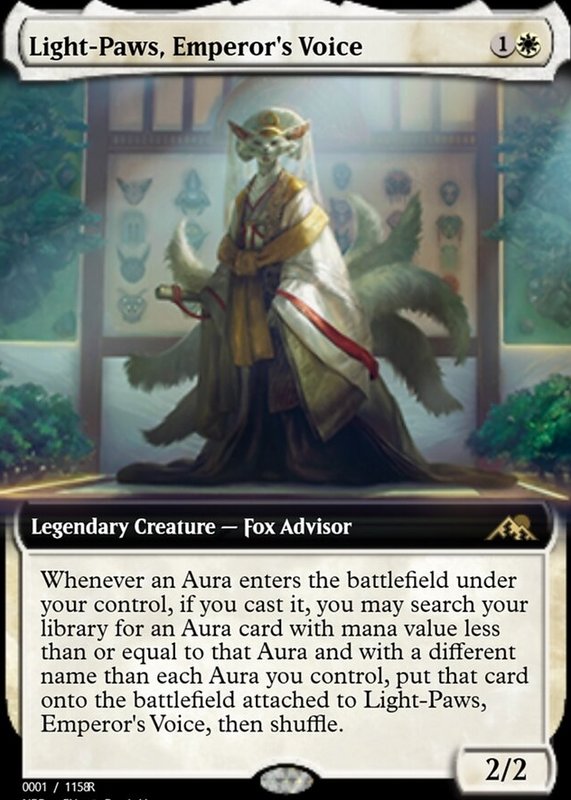 Light-Paws, Emperor's Voice 1
Legendary Creature — Fox Advisor
Whenever an Aura enters the battlefield under
your control, if you cast it, you may search your
library for an Aura card with mana value less
than or equal to that Aura and with a different
name than each Aura you control, put that card
onto the battlefield attached to Light-Paws,
Emperor's Voice, then shuffle.
2/2
0001 / 1158R